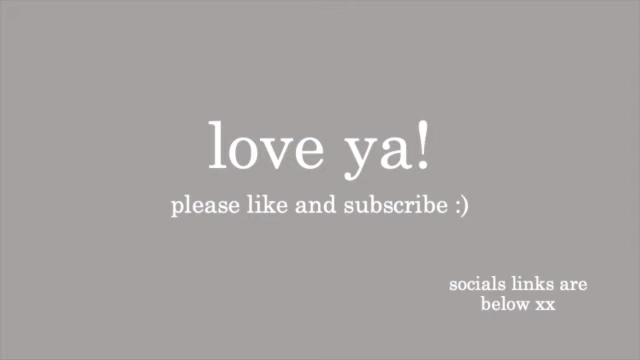 love ya!
please like and subscribe :)
socials links are
below xx